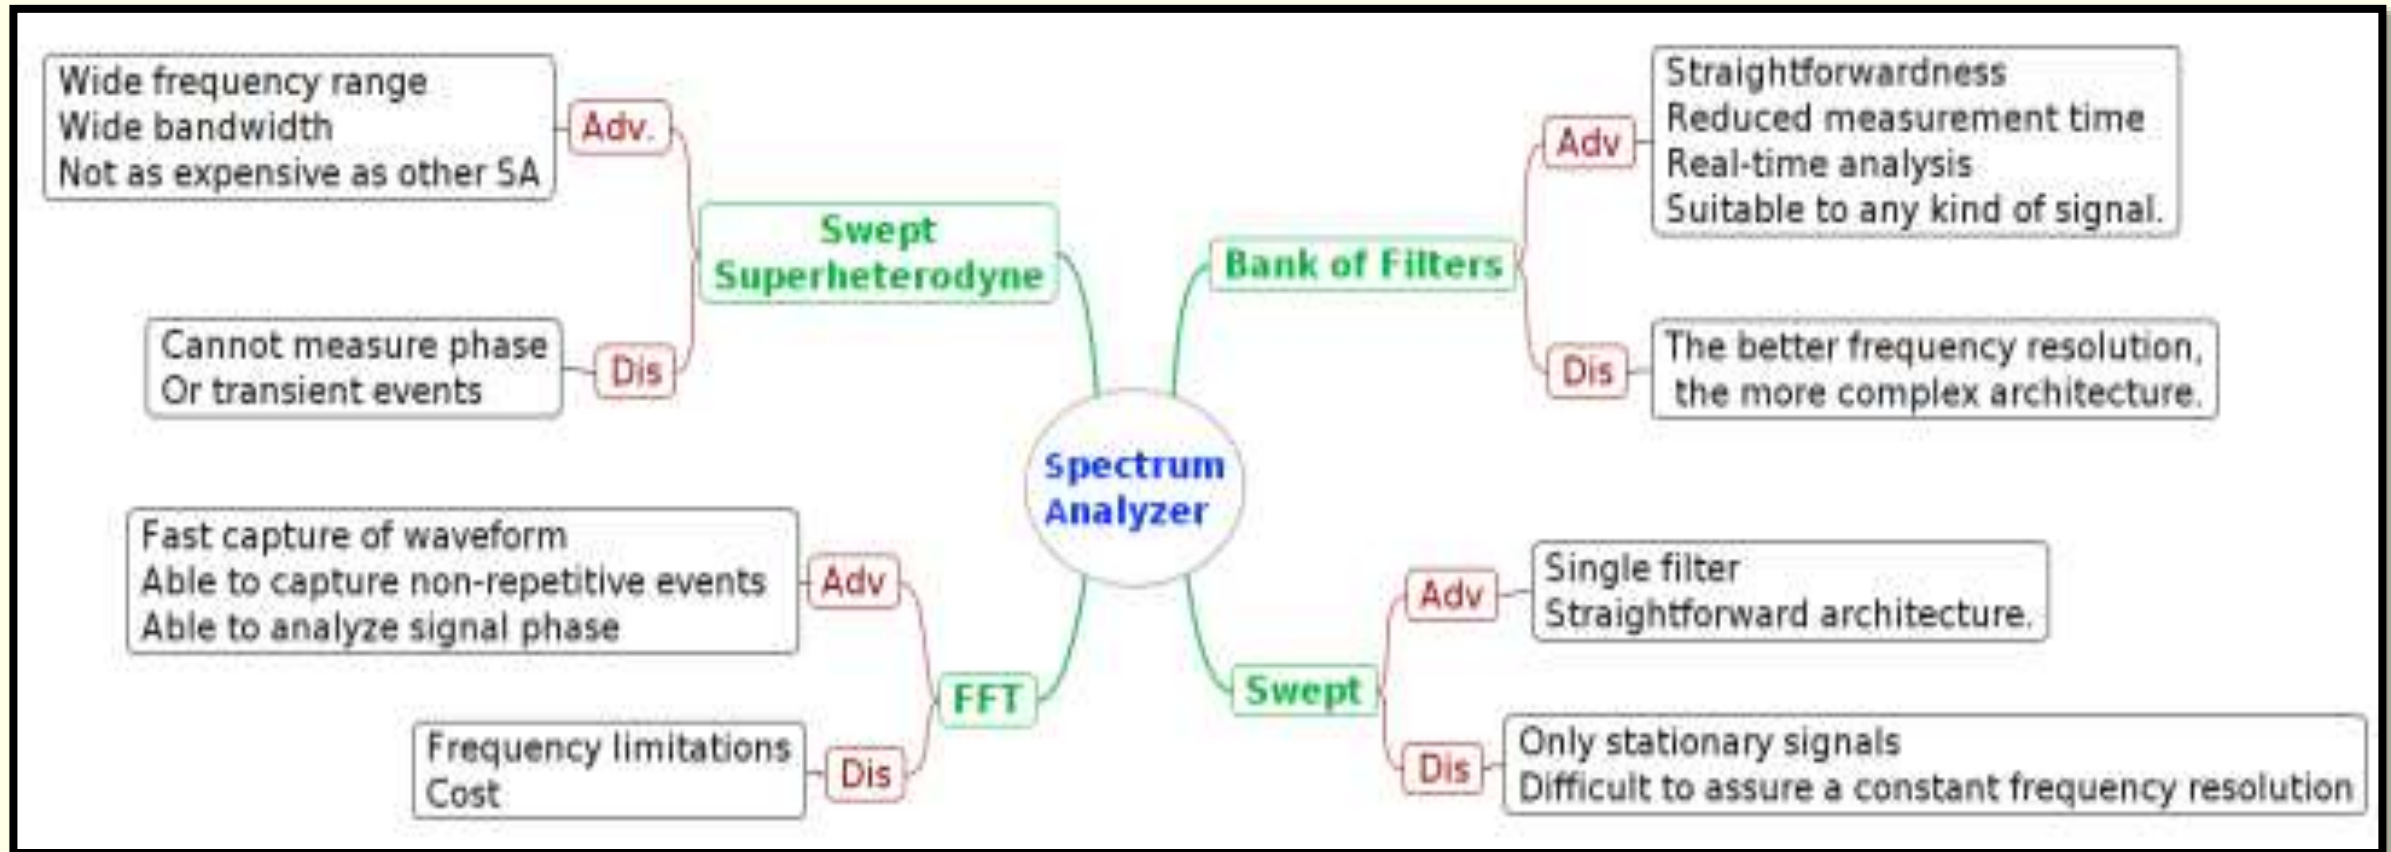 Wide frequency range
Wide bandwidth
Not as expensive as other SA
Adv.
Swept
Superheterodyne
Cannot measure phase
Or transient events
Dis
Straightforwardness
Reduced measurement time
Real-time analysis
Suitable to any kind of signal.
Adv
Bank of Filters
The better frequency resolution,
the more complex architecture.
Dis
Spectrum
Analyzer
Fast capture of waveform
Able to capture non-repetitive events
Able to analyze signal phase
Adv
FFT
Frequency limitations
Cost
Dis
Single filter
Straightforward architecture.
Adv
Swept
Only stationary signals
Difficult to assure a constant frequency resolution
Dis